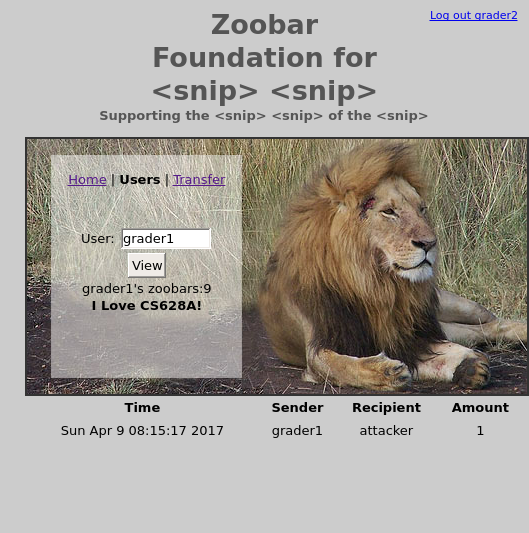 Log out grader2
Zoobar
Foundation for
<snip> <snip>
Supporting the <snip> <snip> of the <snip>
Home | Users | Transfer
User: grader1
View
grader1's zoobars:9
I Love CS628A!
Time Sender Recipient Amount
Sun Apr 9 08:15:17 2017 grader1 attacker 1